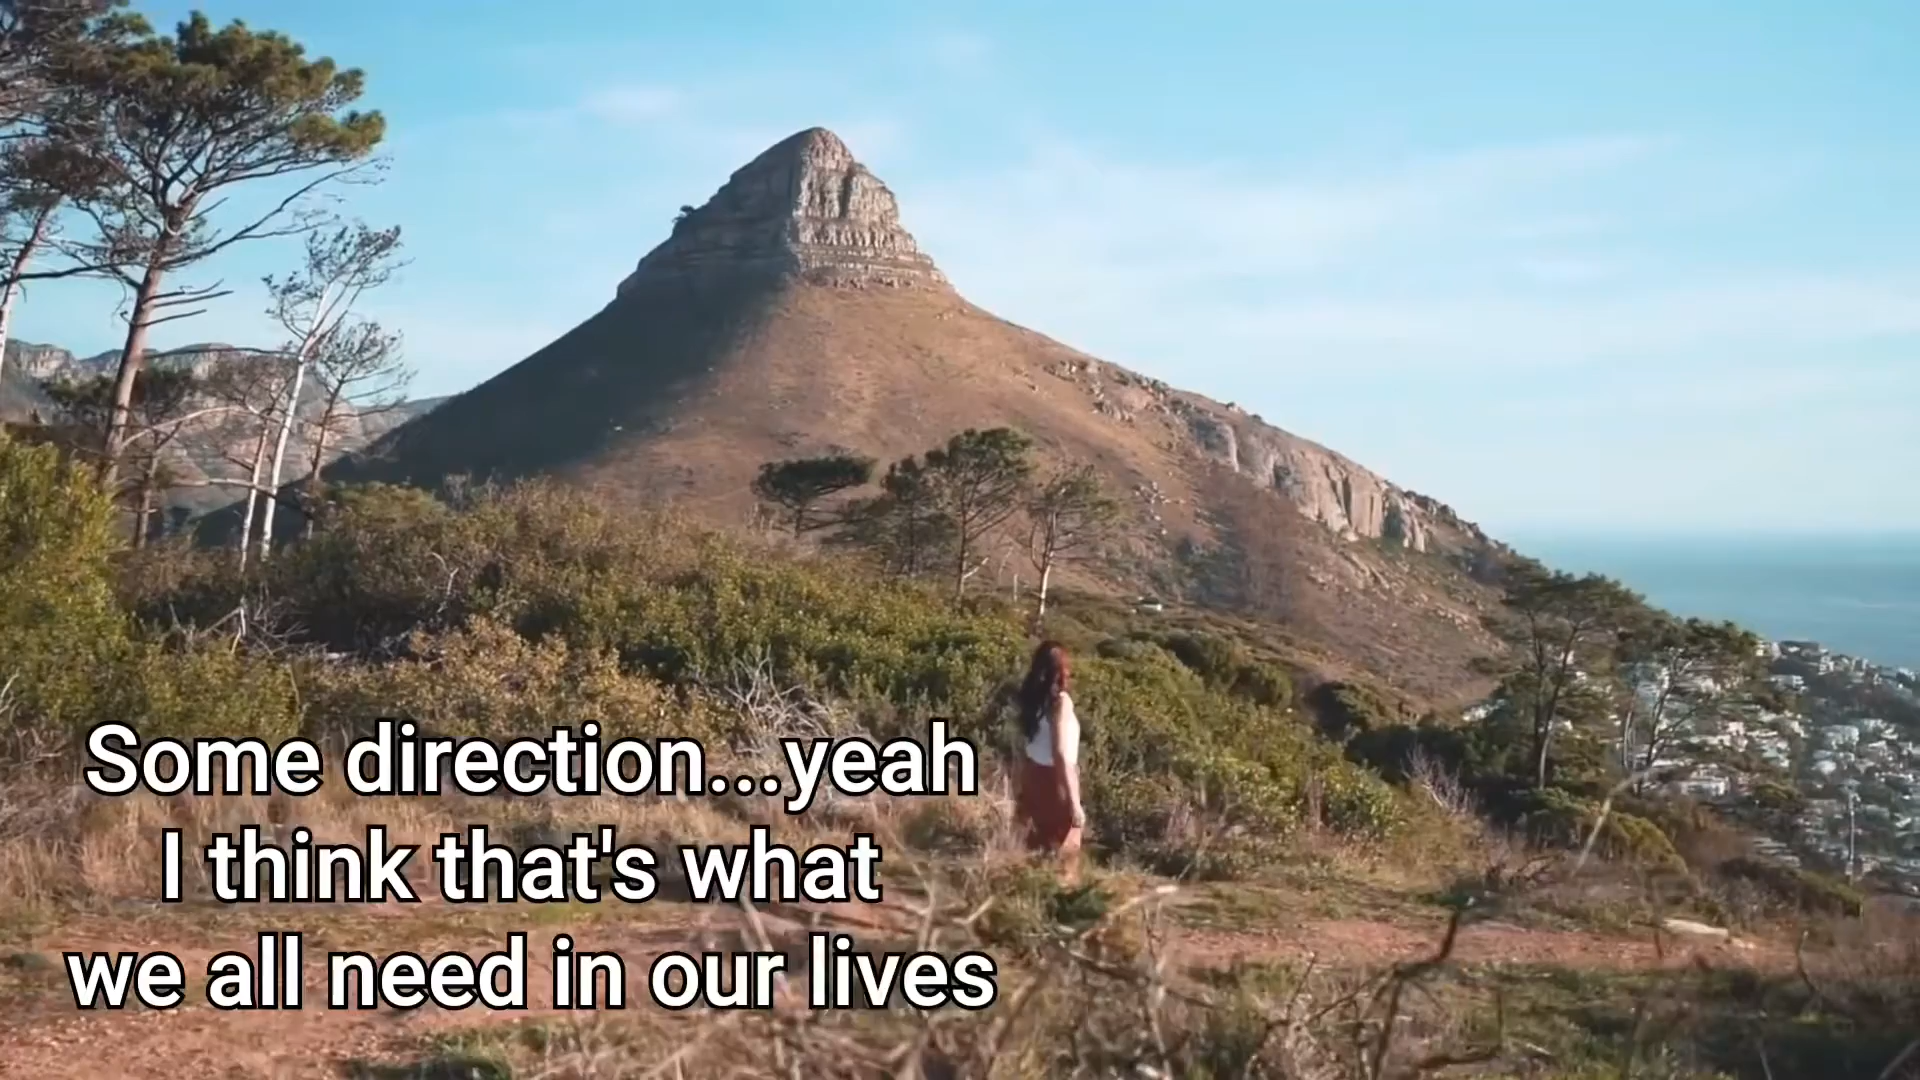 Some direction...yeah
I think that's what
we all need in our lives